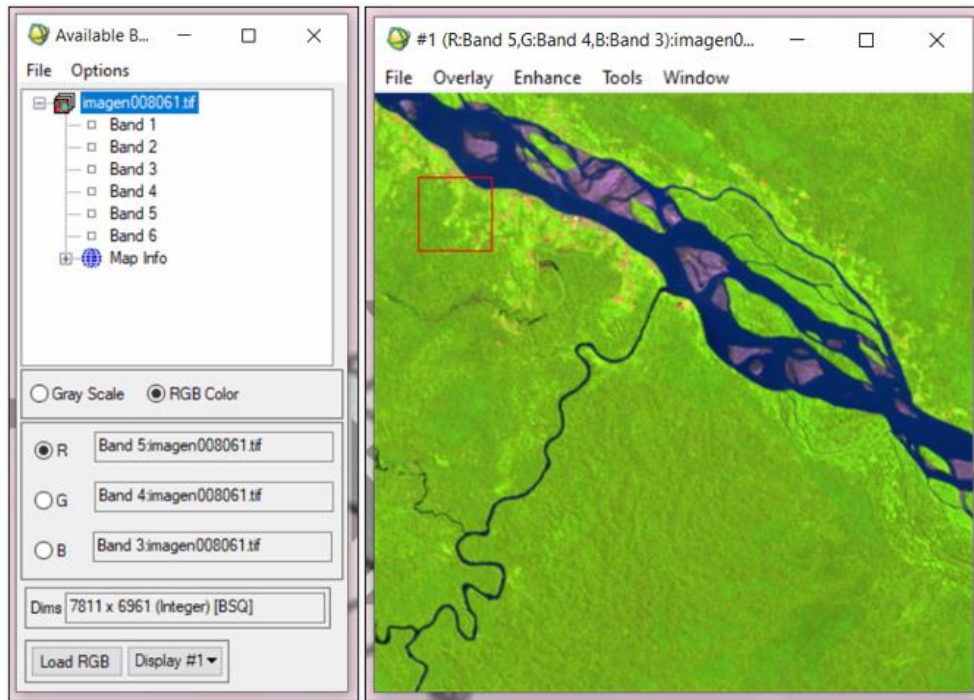 Available B...
File Options
imagen008061.tif
Band 1
Band 2
Band 3
Band 4
Band 5
Band 6
Map Info
Gray Scale RGB Color
R Band 5:imagen008061.tif
G Band 4:imagen008061.tif
B Band 3:imagen008061.tif
Dims 7811 x 6961 (Integer) [BSQ]
Load RGB Display #1
#1 (R:Band 5,G:Band 4,B:Band 3):imagen0...
File Overlay Enhance Tools Window